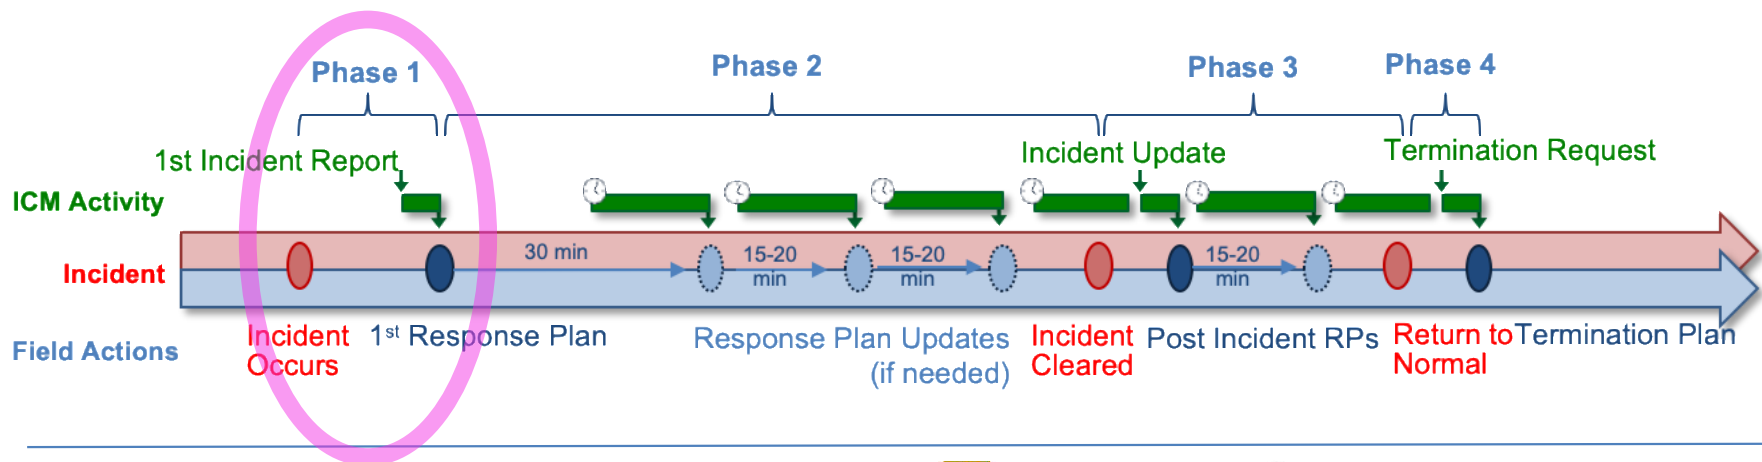 Phase 1
Phase 2
Phase 3
Phase 4
1st Incident Report
Incident Update
Termination Request
ICM Activity
Incident
30 min
15-20
min
15-20
min
15-20
min
Field Actions
Incident
Occurs
1st Response Plan
Response Plan Updates
(if needed)
Incident
Cleared
Post Incident RPs
Return to
Normal
Termination Plan